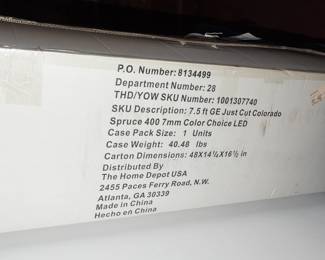 P.O. Number: 8134499
Department Number: 28
THD/YOW SKU Number: 1001307740
SKU Description: 7.5 ft GE Just Cut Colorado
Spruce 400 7mm Color Choice LED
Case Pack Size: 1 Units
Case Weight: 40.48 lbs
Carton Dimensions: 48X14¼X16½ in
Distributed By
The Home Depot USA
2455 Paces Ferry Road, N.W.
Atlanta, GA 30339
Made in China
Hecho en China